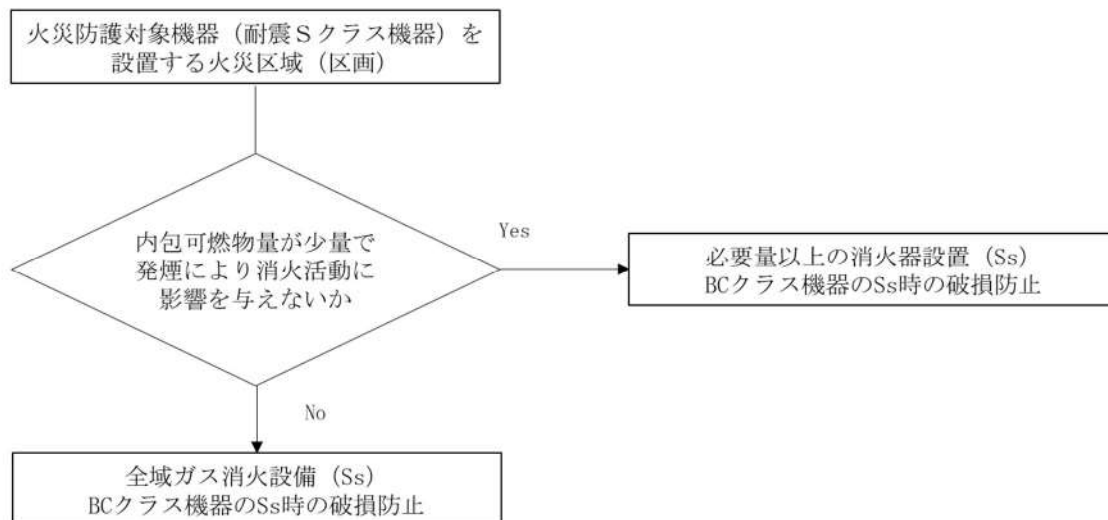 火災防護対象機器（耐震Ｓクラス機器）を
設置する火災区域（区画）
内包可燃物量が少量で
発煙により消火活動に
影響を与えないか
Yes
必要量以上の消火器設置（Ss）
BCクラス機器のSs時の破損防止
No
全域ガス消火設備（Ss）
BCクラス機器のSs時の破損防止